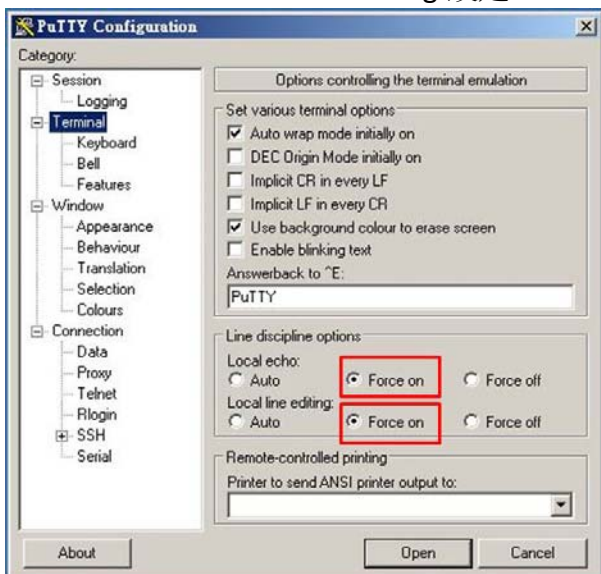 PuTTY Configuration
Category:
Session
Logging
Terminal
Keyboard
Bell
Features
Window
Appearance
Behaviour
Translation
Selection
Colours
Connection
Data
Proxy
Telnet
Rlogin
SSH
Serial
Options controlling the terminal emulation
Set various terminal options
Auto wrap mode initially on
DEC Origin Mode initially on
Implicit CR in every LF
Implicit LF in every CR
Use background colour to erase screen
Enable blinking text
Answerback to ^E:
PuTTY
Line discipline options
Local echo:
Auto Force on Force off
Local line editing:
Auto Force on Force off
Remote-controlled printing
Printer to send ANSI printer output to:
About Open Cancel